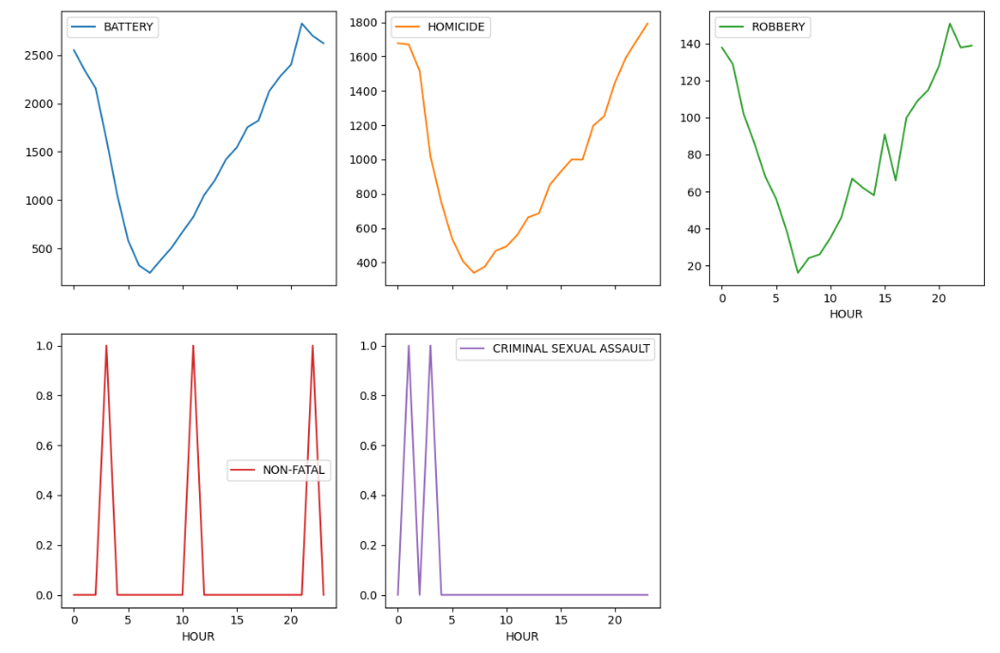 BATTERY
2500
2000
1500
1000
500
HOMICIDE
1800
1600
1400
1200
1000
800
600
400
ROBBERY
140
120
100
80
60
40
20
0 5 10 15 20
HOUR
NON-FATAL
1.0
0.8
0.6
0.4
0.2
0.0
0 5 10 15 20
HOUR
CRIMINAL SEXUAL ASSAULT
1.0
0.8
0.6
0.4
0.2
0.0
0 5 10 15 20
HOUR